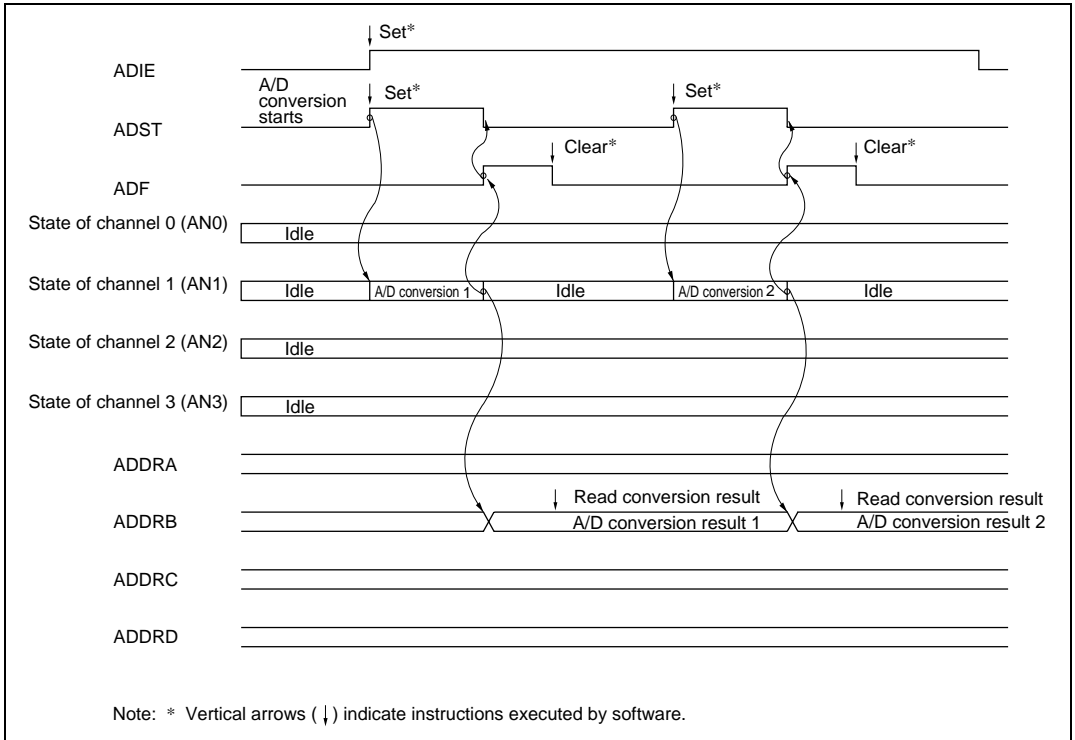 Set*
ADIE
A/D conversion starts
Set*
Set*
ADST
Clear*
Clear*
ADF
State of channel 0 (AN0)
Idle
State of channel 1 (AN1)
Idle
A/D conversion 1
Idle
A/D conversion 2
Idle
State of channel 2 (AN2)
Idle
State of channel 3 (AN3)
Idle
ADDRA
Read conversion result
Read conversion result
ADDRB
A/D conversion result 1
A/D conversion result 2
ADDRC
ADDRD
Note: * Vertical arrows (↓) indicate instructions executed by software.